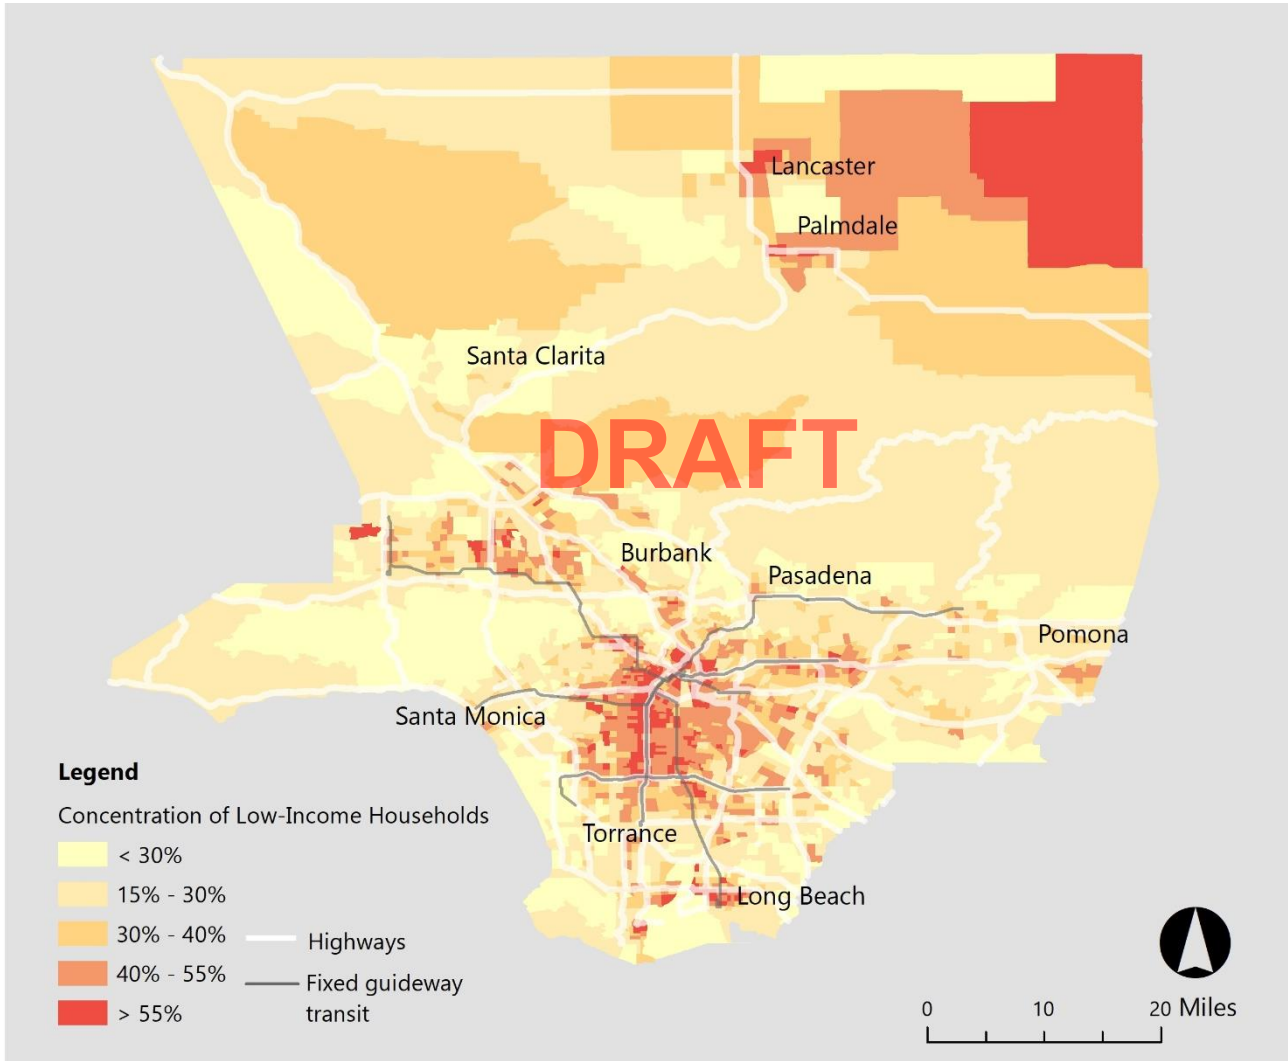 Lancaster
Palmdale
Santa Clarita
DRAFT
Burbank
Pasadena
Pomona
Santa Monica
Torrance
Long Beach
Legend
Concentration of Low-Income Households
< 30%
15% - 30%
30% - 40%
40% - 55%
> 55%
Highways
Fixed guideway
transit
0 10 20 Miles